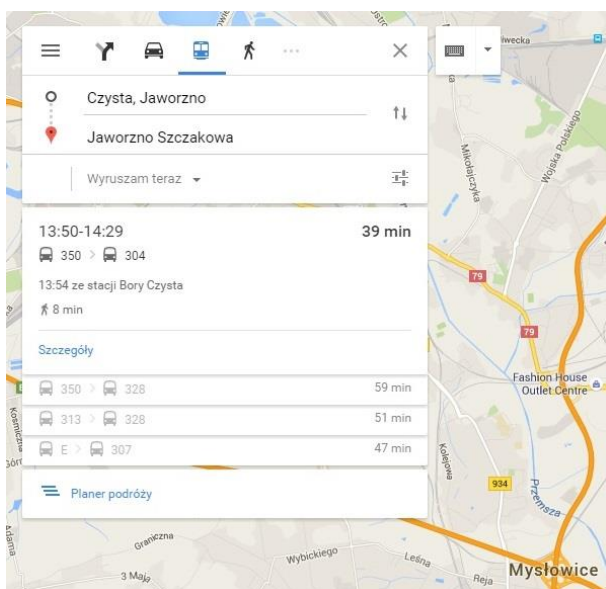 Czysta, Jaworzno
Jaworzno Szczakowa
Wyruszam teraz
13:50-14:29 39 min
350 > 304
13:54 ze stacji Bory Czysta
8 min
Szczegóły
350 > 328 59 min
313 > 328 51 min
E > 307 47 min
Planer podróży
Mikołajczyka
Wojska Polskiego
79
79
Fashion House
Outlet Centre
Kosmiczna
Kolejowa
934
Przemsza
Adama
Graniczna
Wybickiego
Leśna
3 Maja
Reja
Mysłowice